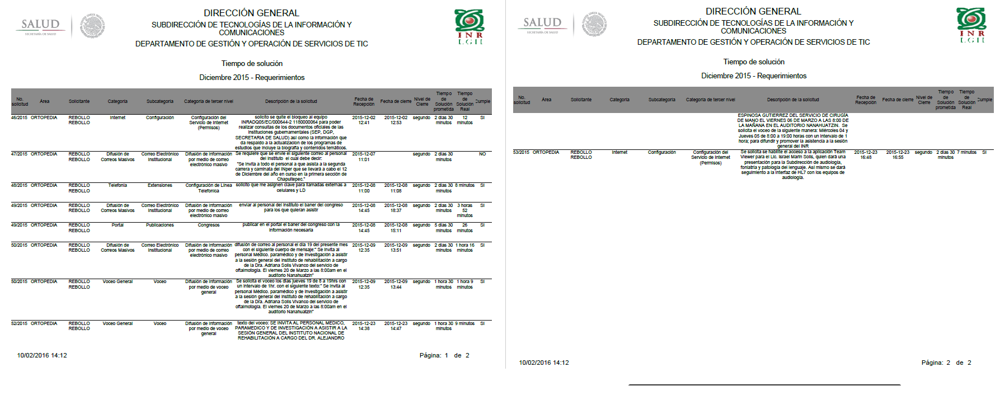 SALUD
SECRETARÍA DE SALUD
DIRECCIÓN GENERAL
SUBDIRECCIÓN DE TECNOLOGÍAS DE LA INFORMACIÓN Y
COMUNICACIONES
DEPARTAMENTO DE GESTIÓN Y OPERACIÓN DE SERVICIOS DE TIC
INR
LGII
Tiempo de solución
Diciembre 2015 - Requerimientos
No. solicitud Área Solicitante Categoría Subcategoría Categoría de tercer nivel Descripción de la solicitud Fecha de Recepción Fecha de cierre Nivel de Cierre Tiempo de Solución prometida Tiempo de Solución Real Cumple
46/2015 ORTOPEDIA REBOLLO Internet Configuración Configuración del solicito se quite el bloqueo al equipo 2015-12-02 2015-12-02 segundo 2 dias 30 12 SI
REBOLLO Servicio de Internet INRADQ05/EC/000644-2 1180000064 para poder 12:41 12:53 minutos minutos
(Permisos) realizar consultas de los documentos oficiales de las
instituciones gubernamentales (SEP, DGP,
SECRETARIA DE SALUD) así como la información que
da respaldo a la actualización de los programas de
estudios que incluye la biografía y contenidos temáticos.
47/2015 ORTOPEDIA REBOLLO Difusión de Correo Electrónico Difusión de información Se requiere que se envie el siguiente correo al personal 2015-12-07 segundo 2 dias 30 NO
REBOLLO Correos Masivos Institucional por medio de correo del Instituto el cual debe decir: 11:01 minutos
electrónico masivo "Se invita a todo el personal a que asista a la segunda
carrera y caminata del INper que se llevará a cabo el 12
de Diciembre del año en curso en la primera sección de
Chapultepec."
48/2015 ORTOPEDIA REBOLLO Telefonía Extensiones Configuración de Línea solicito que me asignen clave para llamadas externas a 2015-12-08 2015-12-08 segundo 2 dias 30 8 minutos SI
REBOLLO Telefonica celulares y LD 11:00 11:08 minutos
49/2015 ORTOPEDIA REBOLLO Difusión de Correo Electrónico Difusión de información enviar al personal del instituto el baner del congreso 2015-12-08 2015-12-08 segundo 2 dias 30 3 horas SI
REBOLLO Correos Masivos Institucional por medio de correo para los que quieran asistir 14:45 18:37 minutos 52
electrónico masivo minutos
49/2015 ORTOPEDIA REBOLLO Portal Publicaciones Congresos publicar en el portal el baner del congreso con la 2015-12-08 2015-12-08 segundo 5 dias 30 26 SI
REBOLLO información necesaria 14:45 15:11 minutos minutos
50/2015 ORTOPEDIA REBOLLO Difusión de Correo Electrónico Difusión de información difusión de correo al personal el día 19 del presente mes 2015-12-09 2015-12-09 segundo 2 dias 30 1 hora 16 SI
REBOLLO Correos Masivos Institucional por medio de correo con el siguiente cuerpo de mensaje:" Se invita al 12:35 13:51 minutos minutos
electrónico masivo personal Médico. paramédico y de investigación a asistir
a la sesión general del instituto de rehabilitación a cargo
de la Dra. Adriana Solis Vivanco del servicio de
oftalmotogía. El viernes 20 de Marzo a las 8:00am en el
auditorio Nanahuatzin"
50/2015 ORTOPEDIA REBOLLO Voceo General Voceo Difusión de información Se solicita el voceo los días jueves 19 de 8 a 19hrs con 2015-12-09 2015-12-09 segundo 1 hora 30 1 hora 9 SI
REBOLLO por medio de voceo un intervalo de 1hr. con el siguiente texto:" Se invita al 12:35 13:44 minutos minutos
general personal Médico. paramédico y de investigación a asistir
a la sesión general del instituto de rehabilitación a cargo
de la Dra. Adriana Solis Vivanco del servicio de
oftalmotogía. El viernes 20 de Marzo a las 8:00am en el
auditorio Nanahuatzin"
52/2015 ORTOPEDIA REBOLLO Voceo General Voceo Difusión de información texto del voceo: SE INVITA AL PERSONAL MEDICO, 2015-12-23 2015-12-23 segundo 1 hora 30 9 minutos SI
REBOLLO por medio de voceo PARAMEDICO Y DE INVESTIGACIÓN A ASISTIR A LA 14:38 14:47 minutos
general SESIÓN GENERAL DEL INSTITUTO NACIONAL DE
REHABILITACIÓN A CARGO DEL DR. ALEJANDRO
10/02/2016 14:12 Página: 1 de 2
SALUD
SECRETARÍA DE SALUD
DIRECCIÓN GENERAL
SUBDIRECCIÓN DE TECNOLOGÍAS DE LA INFORMACIÓN Y
COMUNICACIONES
DEPARTAMENTO DE GESTIÓN Y OPERACIÓN DE SERVICIOS DE TIC
INR
LGII
Tiempo de solución
Diciembre 2015 - Requerimientos
No. solicitud Área Solicitante Categoría Subcategoría Categoría de tercer nivel Descripción de la solicitud Fecha de Recepción Fecha de cierre Nivel de Cierre Tiempo de Solución prometida Tiempo de Solución Real Cumple
ESPINOSA GUTIERREZ DEL SERVICIO DE CIRUGÍA
DE MANO EL VIERNES 06 DE MARZO A LAS 8:00 DE
LA MAÑANA EN EL AUDITORIO NANAHUATZIN. Se
solicita el voceo de la siguiente manera: Miércoles 04 y
Jueves 05 de 8:00 a 19:00 horas con un intervalo de 1
hora; para difundir y promover la asistencia a la sesión
general del INR
53/2015 ORTOPEDIA REBOLLO Internet Configuración Configuración del Se solicita se habilite el acceso a la aplicación Team 2015-12-23 2015-12-23 segundo 2 dias 30 7 minutos SI
REBOLLO Servicio de Internet Viewer para el Lic. Israel Marin Solis, quien dará una 16:48 16:55 minutos
(Permisos) presentación para la Subdirección de audiología,
foniatría y patología del lenguaje. Así mismo se dará
seguimiento a la interfaz de HL7 con los equipos de
audiología.
10/02/2016 14:12 Página: 2 de 2